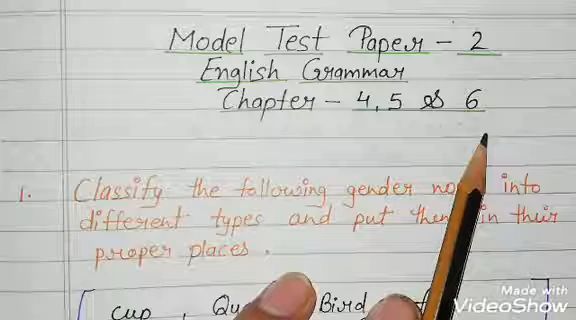 Model Test Paper - 2
English Grammar
Chapter - 4, 5 & 6
1. Classify the following gender into
different types and put in their
proper places.
cup, Bird
Made with
VideoShow